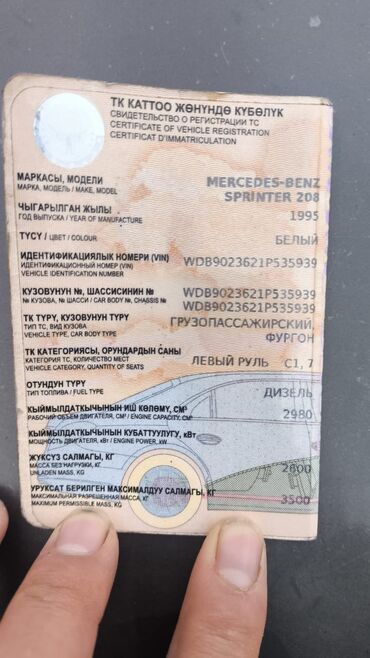 ТК КАТТОО ЖӨНҮНДӨ КҮБӨЛҮК
СВИДЕТЕЛЬСТВО О РЕГИСТРАЦИИ ТС
CERTIFICATE OF VEHICLE REGISTRATION
CERTIFICAT D'IMMATRICULATION
МАРКАСЫ, МОДЕЛИ
МАРКА, МОДЕЛЬ / MAKE, MODEL
MERCEDES-BENZ
SPRINTER 208
ЧЫГАРЫЛГАН ЖЫЛЫ
ГОД ВЫПУСКА / YEAR OF MANUFACTURE
1995
ТҮСҮ / ЦВЕТ / COLOUR
БЕЛЫЙ
ИДЕНТИФИКАЦИЯЛЫК НОМЕРИ (VIN)
ИДЕНТИФИКАЦИОННЫЙ НОМЕР (VIN)
VEHICLE IDENTIFICATION NUMBER
WDB9023621P535939
КУЗОВУНУН №, ШАССИСИНИН №
№ КУЗОВА, № ШАССИ / CAR BODY №, CHASSIS №
WDB9023621P535939
WDB9023621P535939
ТК ТҮРҮ, КУЗОВУНУН ТҮРҮ
ТИП ТС, ВИД КУЗОВА
VEHICLE TYPE, CAR BODY TYPE
ГРУЗОПАССАЖИРСКИЙ,
ФУРГОН
ТК КАТЕГОРИЯСЫ, ОРУНДАРДЫН САНЫ
КАТЕГОРИЯ ТС, КОЛИЧЕСТВО МЕСТ
VEHICLE CATEGORY, QUANTITY OF SEATS
ЛЕВЫЙ РУЛЬ C1, 7
ОТУНДУН ТҮРҮ
ТИП ТОПЛИВА / FUEL TYPE
ДИЗЕЛЬ
КЫЙМЫЛДАТКЫЧЫНЫН ИШ КӨЛӨМҮ, СМ³
РАБОЧИЙ ОБЪЕМ ДВИГАТЕЛЯ, СМ³ / ENGINE CAPACITY, CM³
2980
КЫЙМЫЛДАТКЫЧЫНЫН КУБАТТУУЛУГУ, кВт
МОЩНОСТЬ ДВИГАТЕЛЯ, кВт / ENGINE POWER, KW
ЖҮКСҮЗ САЛМАГЫ, КГ
МАССА БЕЗ НАГРУЗКИ, КГ
UNLADEN MASS, KG
2600
УРУКСАТ БЕРИЛГЕН МАКСИМАЛДУУ САЛМАГЫ, КГ
МАКСИМАЛЬНАЯ РАЗРЕШЕННАЯ МАССА, КГ
MAXIMUM PERMISSIBLE MASS, KG
3500